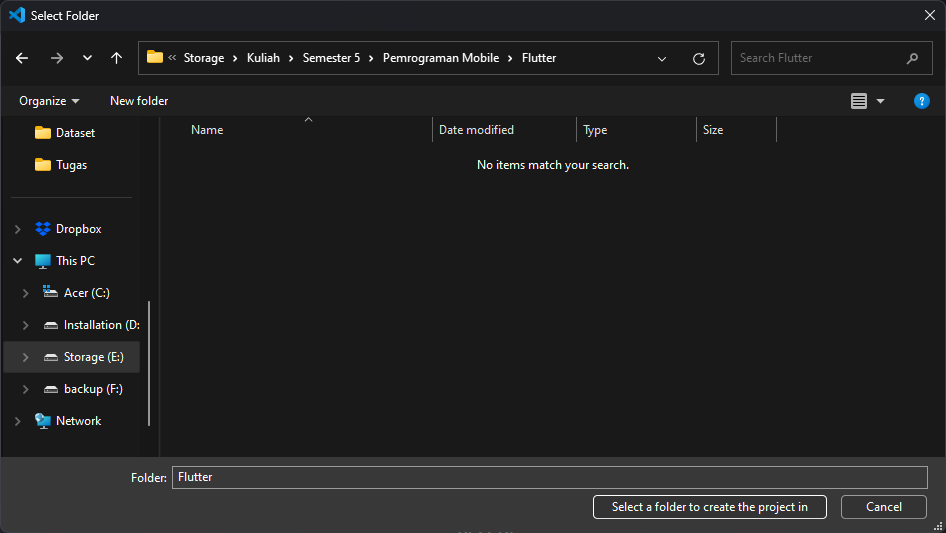 Select Folder
« Storage > Kuliah > Semester 5 > Pemrograman Mobile > Flutter
Search Flutter
Organize
New folder
Name
Date modified
Type
Size
Dataset
No items match your search.
Tugas
Dropbox
This PC
Acer (C:)
Installation (D:
Storage (E:)
backup (F:)
Network
Folder:
Flutter
Select a folder to create the project in
Cancel